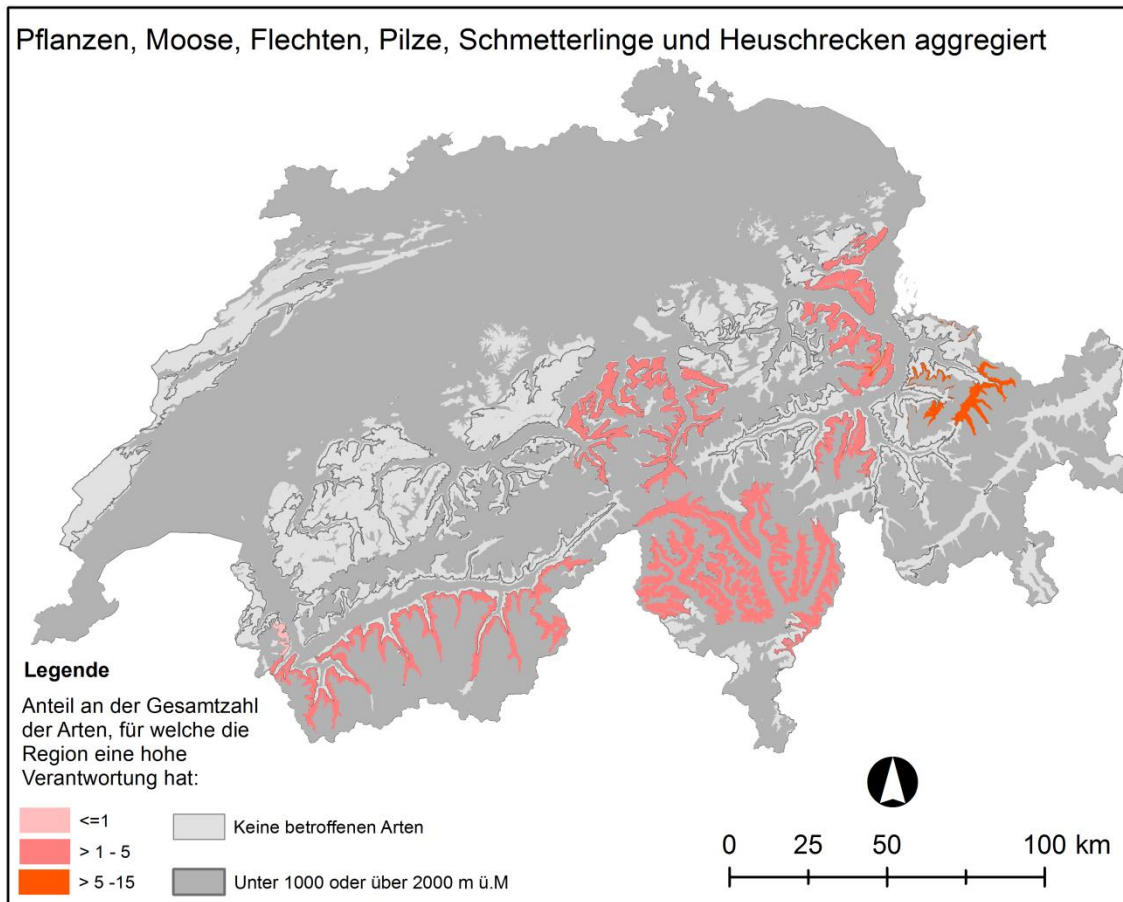 Pflanzen, Moose, Flechten, Pilze, Schmetterlinge und Heuschrecken aggregiert
Legende
Anteil an der Gesamtzahl
der Arten, für welche die
Region eine hohe
Verantwortung hat:
<=1
> 1 - 5
> 5 -15
Keine betroffenen Arten
Unter 1000 oder über 2000 m ü.M
0 25 50 100 km